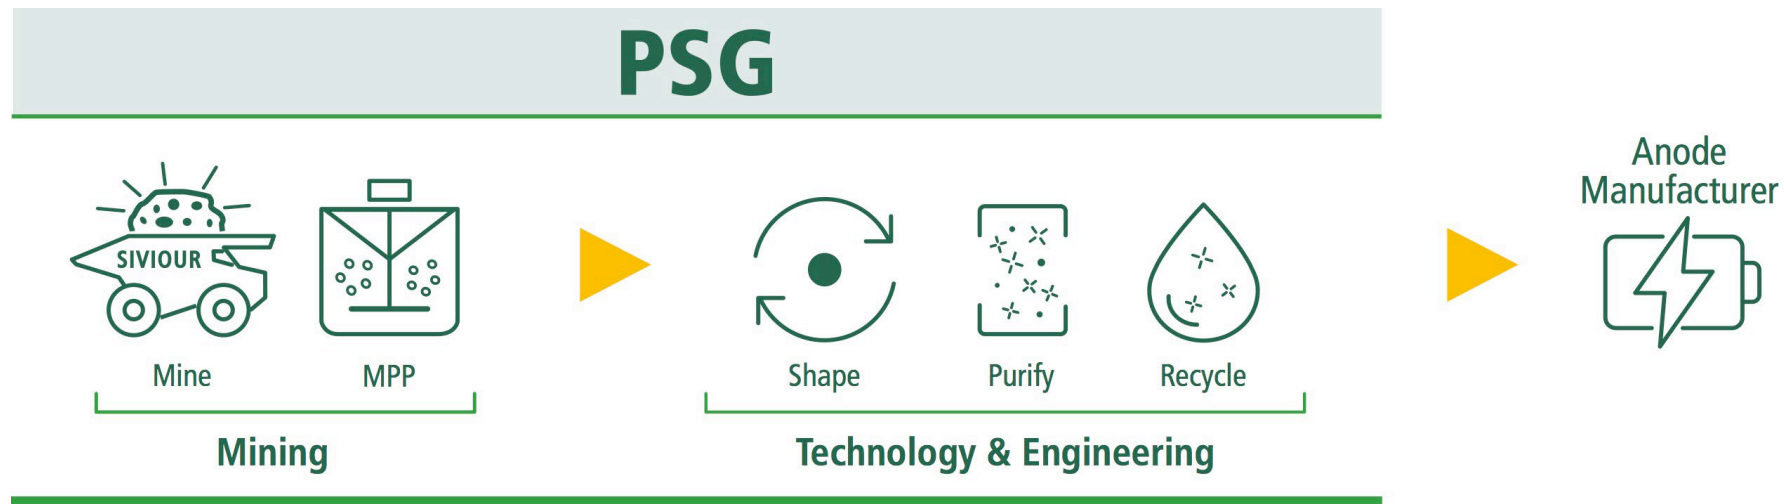 PSG
SIVIOUR
Mine
MPP
Mining
Shape
Purify
Recycle
Technology & Engineering
Anode
Manufacturer